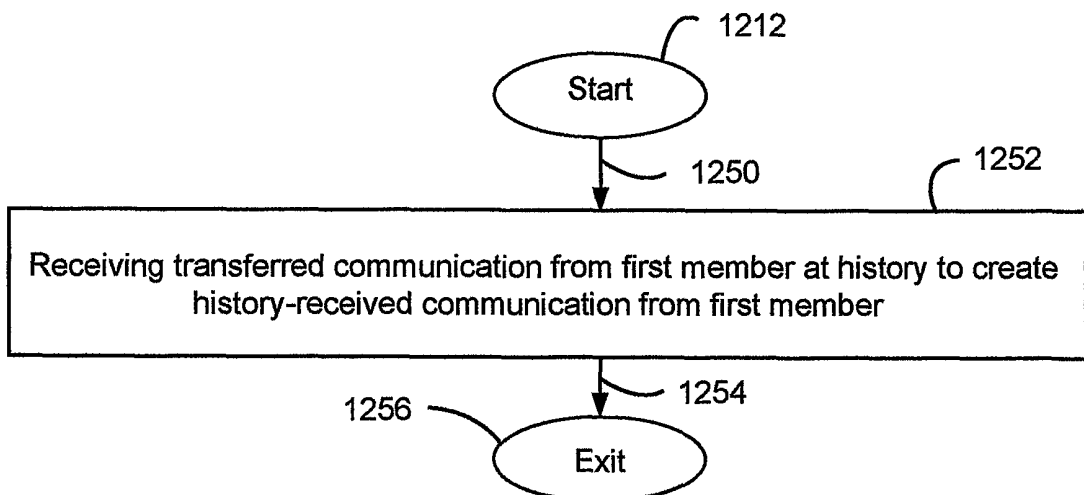 1212
Start
1250
1252
Receiving transferred communication from first member at history to create
history-received communication from first member
1254
1256
Exit